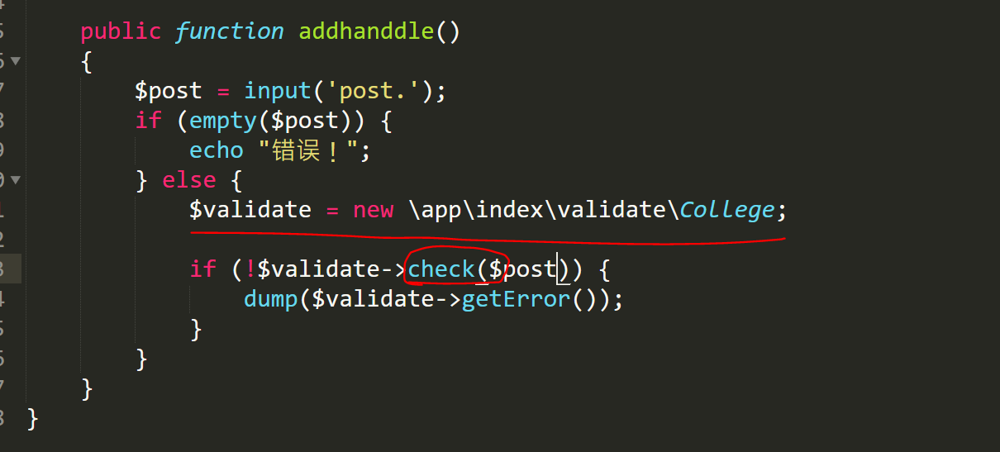 public function addhanddle()
{
$post = input('post.');
if (empty($post)) {
echo "错误！";
} else {
$validate = new \app\index\validate\College;
if (!$validate->check($post)) {
dump($validate->getError());
}
}
}
}